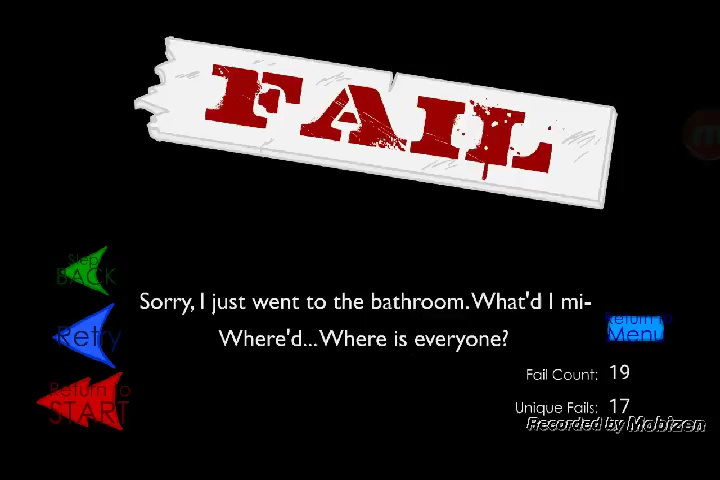 FAIL
Step
BACK
Sorry, I just went to the bathroom. What'd I mi-
Retry
Return to
Menu
Where'd... Where is everyone?
Fail Count: 19
Return to
START
Unique Fails: 17
Recorded by Mobizen